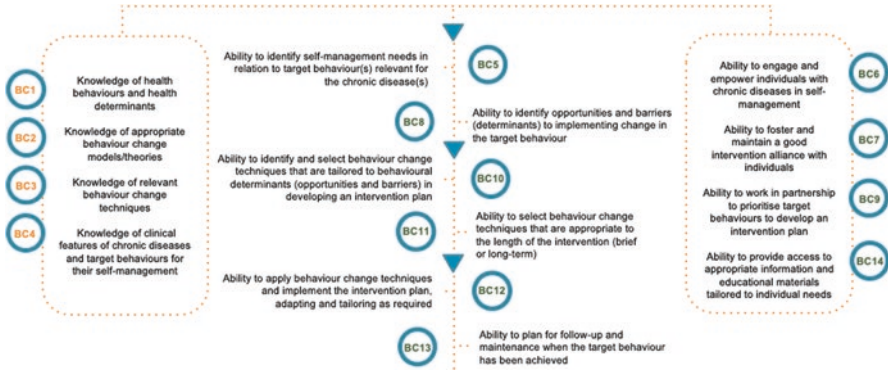 BC1
Knowledge of health
behaviours and health
determinants
BC2
Knowledge of appropriate
behaviour change
models/theories
BC3
Knowledge of relevant
behaviour change
techniques
BC4
Knowledge of clinical
features of chronic diseases
and target behaviours for
their self-management
Ability to identify self-management needs in
relation to target behaviour(s) relevant for
the chronic disease(s)
BC5
BC8
Ability to identify opportunities and barriers
(determinants) to implementing change in
the target behaviour
Ability to identify and select behaviour change
techniques that are tailored to behavioural
determinants (opportunities and barriers) in
developing an intervention plan
BC10
BC11
Ability to select behaviour change
techniques that are appropriate
to the length of the intervention (brief
or long-term)
Ability to apply behaviour change techniques
and implement the intervention plan,
adapting and tailoring as required
BC12
BC13
Ability to plan for follow-up and
maintenance when the target behaviour
has been achieved
Ability to engage and
empower individuals with
chronic diseases in self-
management
BC6
Ability to foster and
maintain a good
intervention alliance with
individuals
BC7
Ability to work in partnership
to prioritise target
behaviours to develop an
intervention plan
BC9
Ability to provide access to
appropriate information and
educational materials
tailored to individual needs
BC14